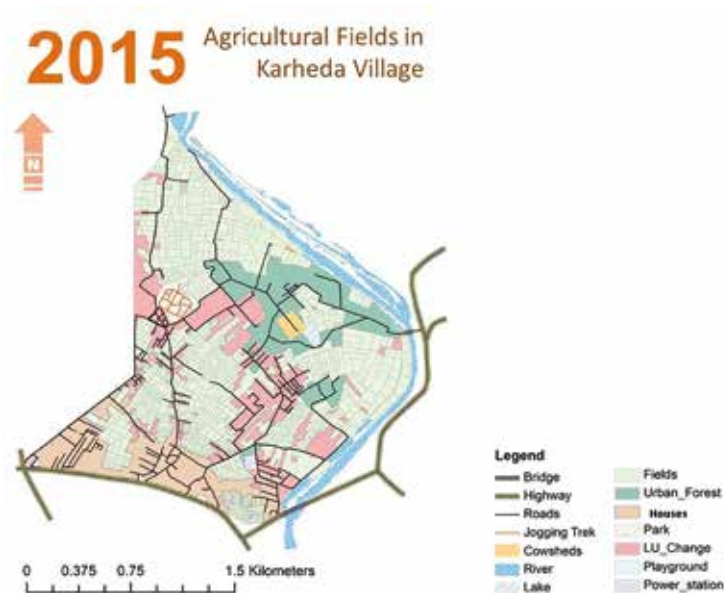 2015
Agricultural Fields in
Karheda Village
N
Legend
Bridge
Highway
Roads
Jogging Trek
Cowsheds
River
Lake
Fields
Urban_Forest
Houses
Park
LU_Change
Playground
Power_station
0 0.375 0.75 1.5 Kilometers